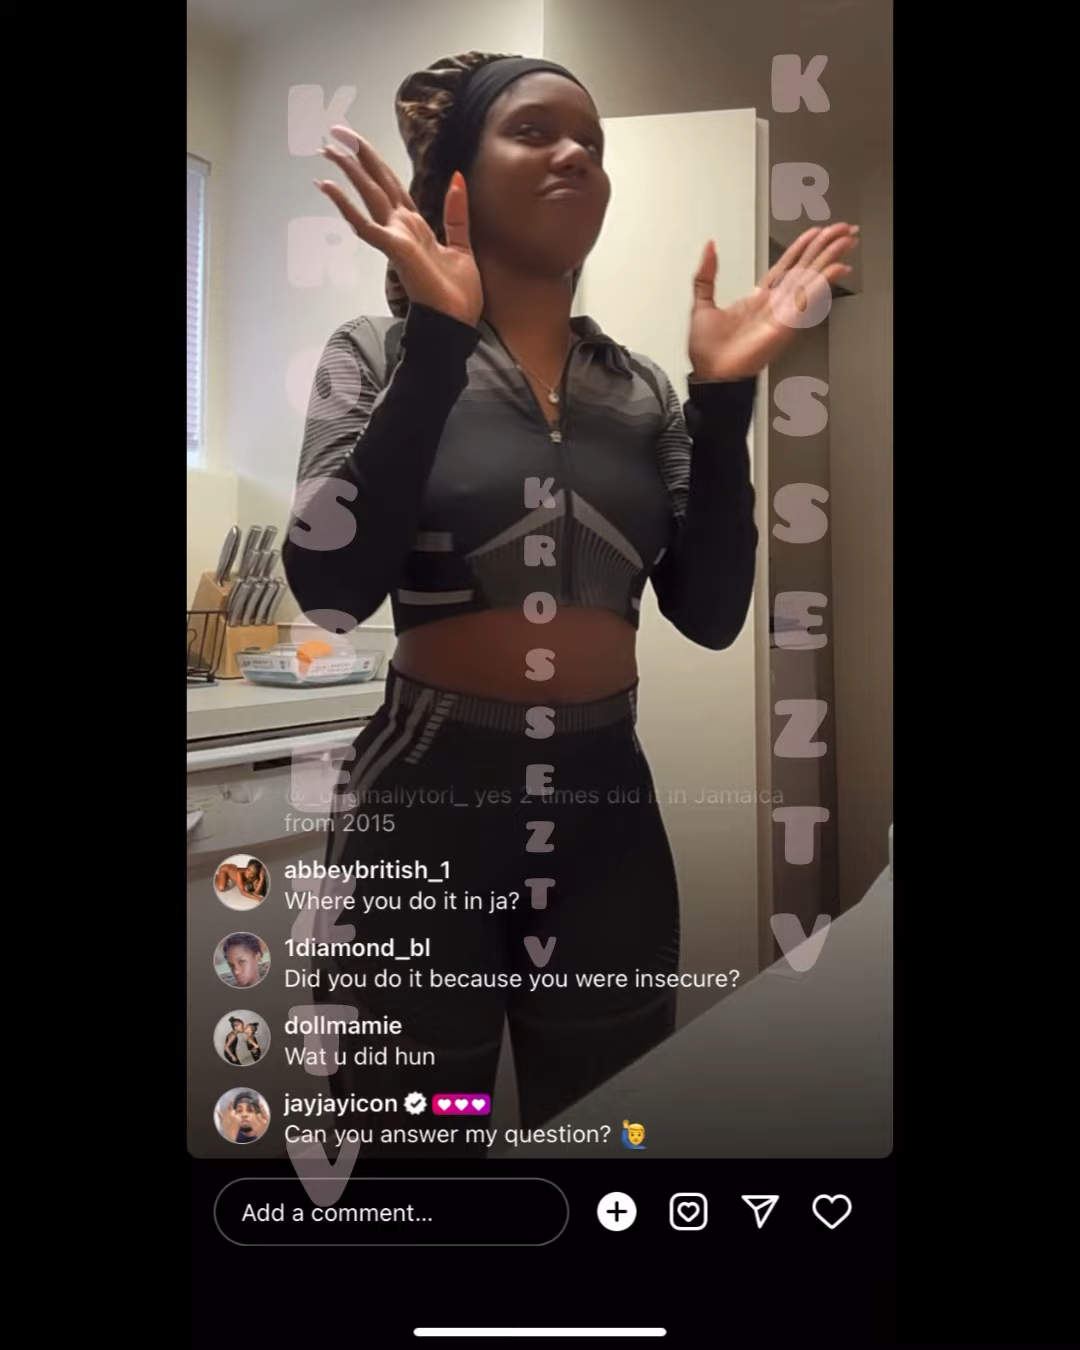 KROSSEZTV
KROSSEZTV
KROSSEZTV
@_originallytori_ yes 2 times did it in Jamaica
from 2015
abbeybritish_1
Where you do it in ja?
1diamond_bl
Did you do it because you were insecure?
dollmamie
Wat u did hun
jayjayicon
Can you answer my question? 🙋‍♂️
Add a comment...